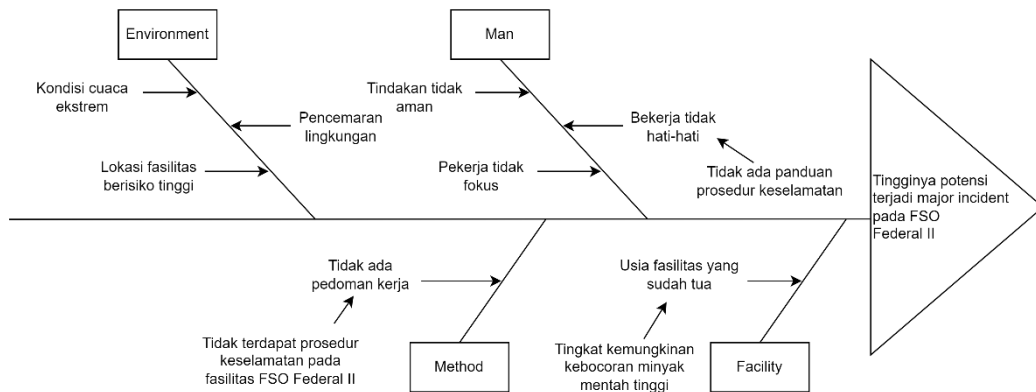 Environment
Man
Kondisi cuaca
ekstrem
Pencemaran
lingkungan
Lokasi fasilitas
berisiko tinggi
Tindakan tidak
aman
Bekerja tidak
hati-hati
Pekerja tidak
fokus
Tidak ada panduan
prosedur keselamatan
Tingginya potensi
terjadi major incident
pada FSO
Federal II
Tidak ada
pedoman kerja
Tidak terdapat prosedur
keselamatan pada
fasilitas FSO Federal II
Method
Usia fasilitas yang
sudah tua
Tingkat kemungkinan
kebocoran minyak
mentah tinggi
Facility